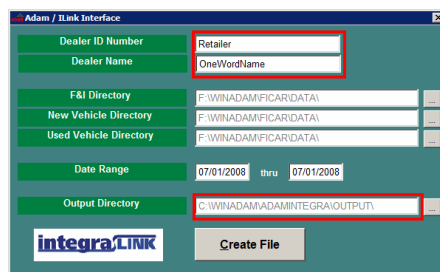 Adam / ILink Interface
Dealer ID Number Retailer
Dealer Name OneWordName
F&I Directory F:\WINADAM\FICAR\DATA\ ...
New Vehicle Directory F:\WINADAM\FICAR\DATA\ ...
Used Vehicle Directory F:\WINADAM\FICAR\DATA\ ...
Date Range 07/01/2008 thru 07/01/2008
Output Directory C:\WINADAM\ADAMINTEGRA\OUTPUT\ ...
integraLINK Create File